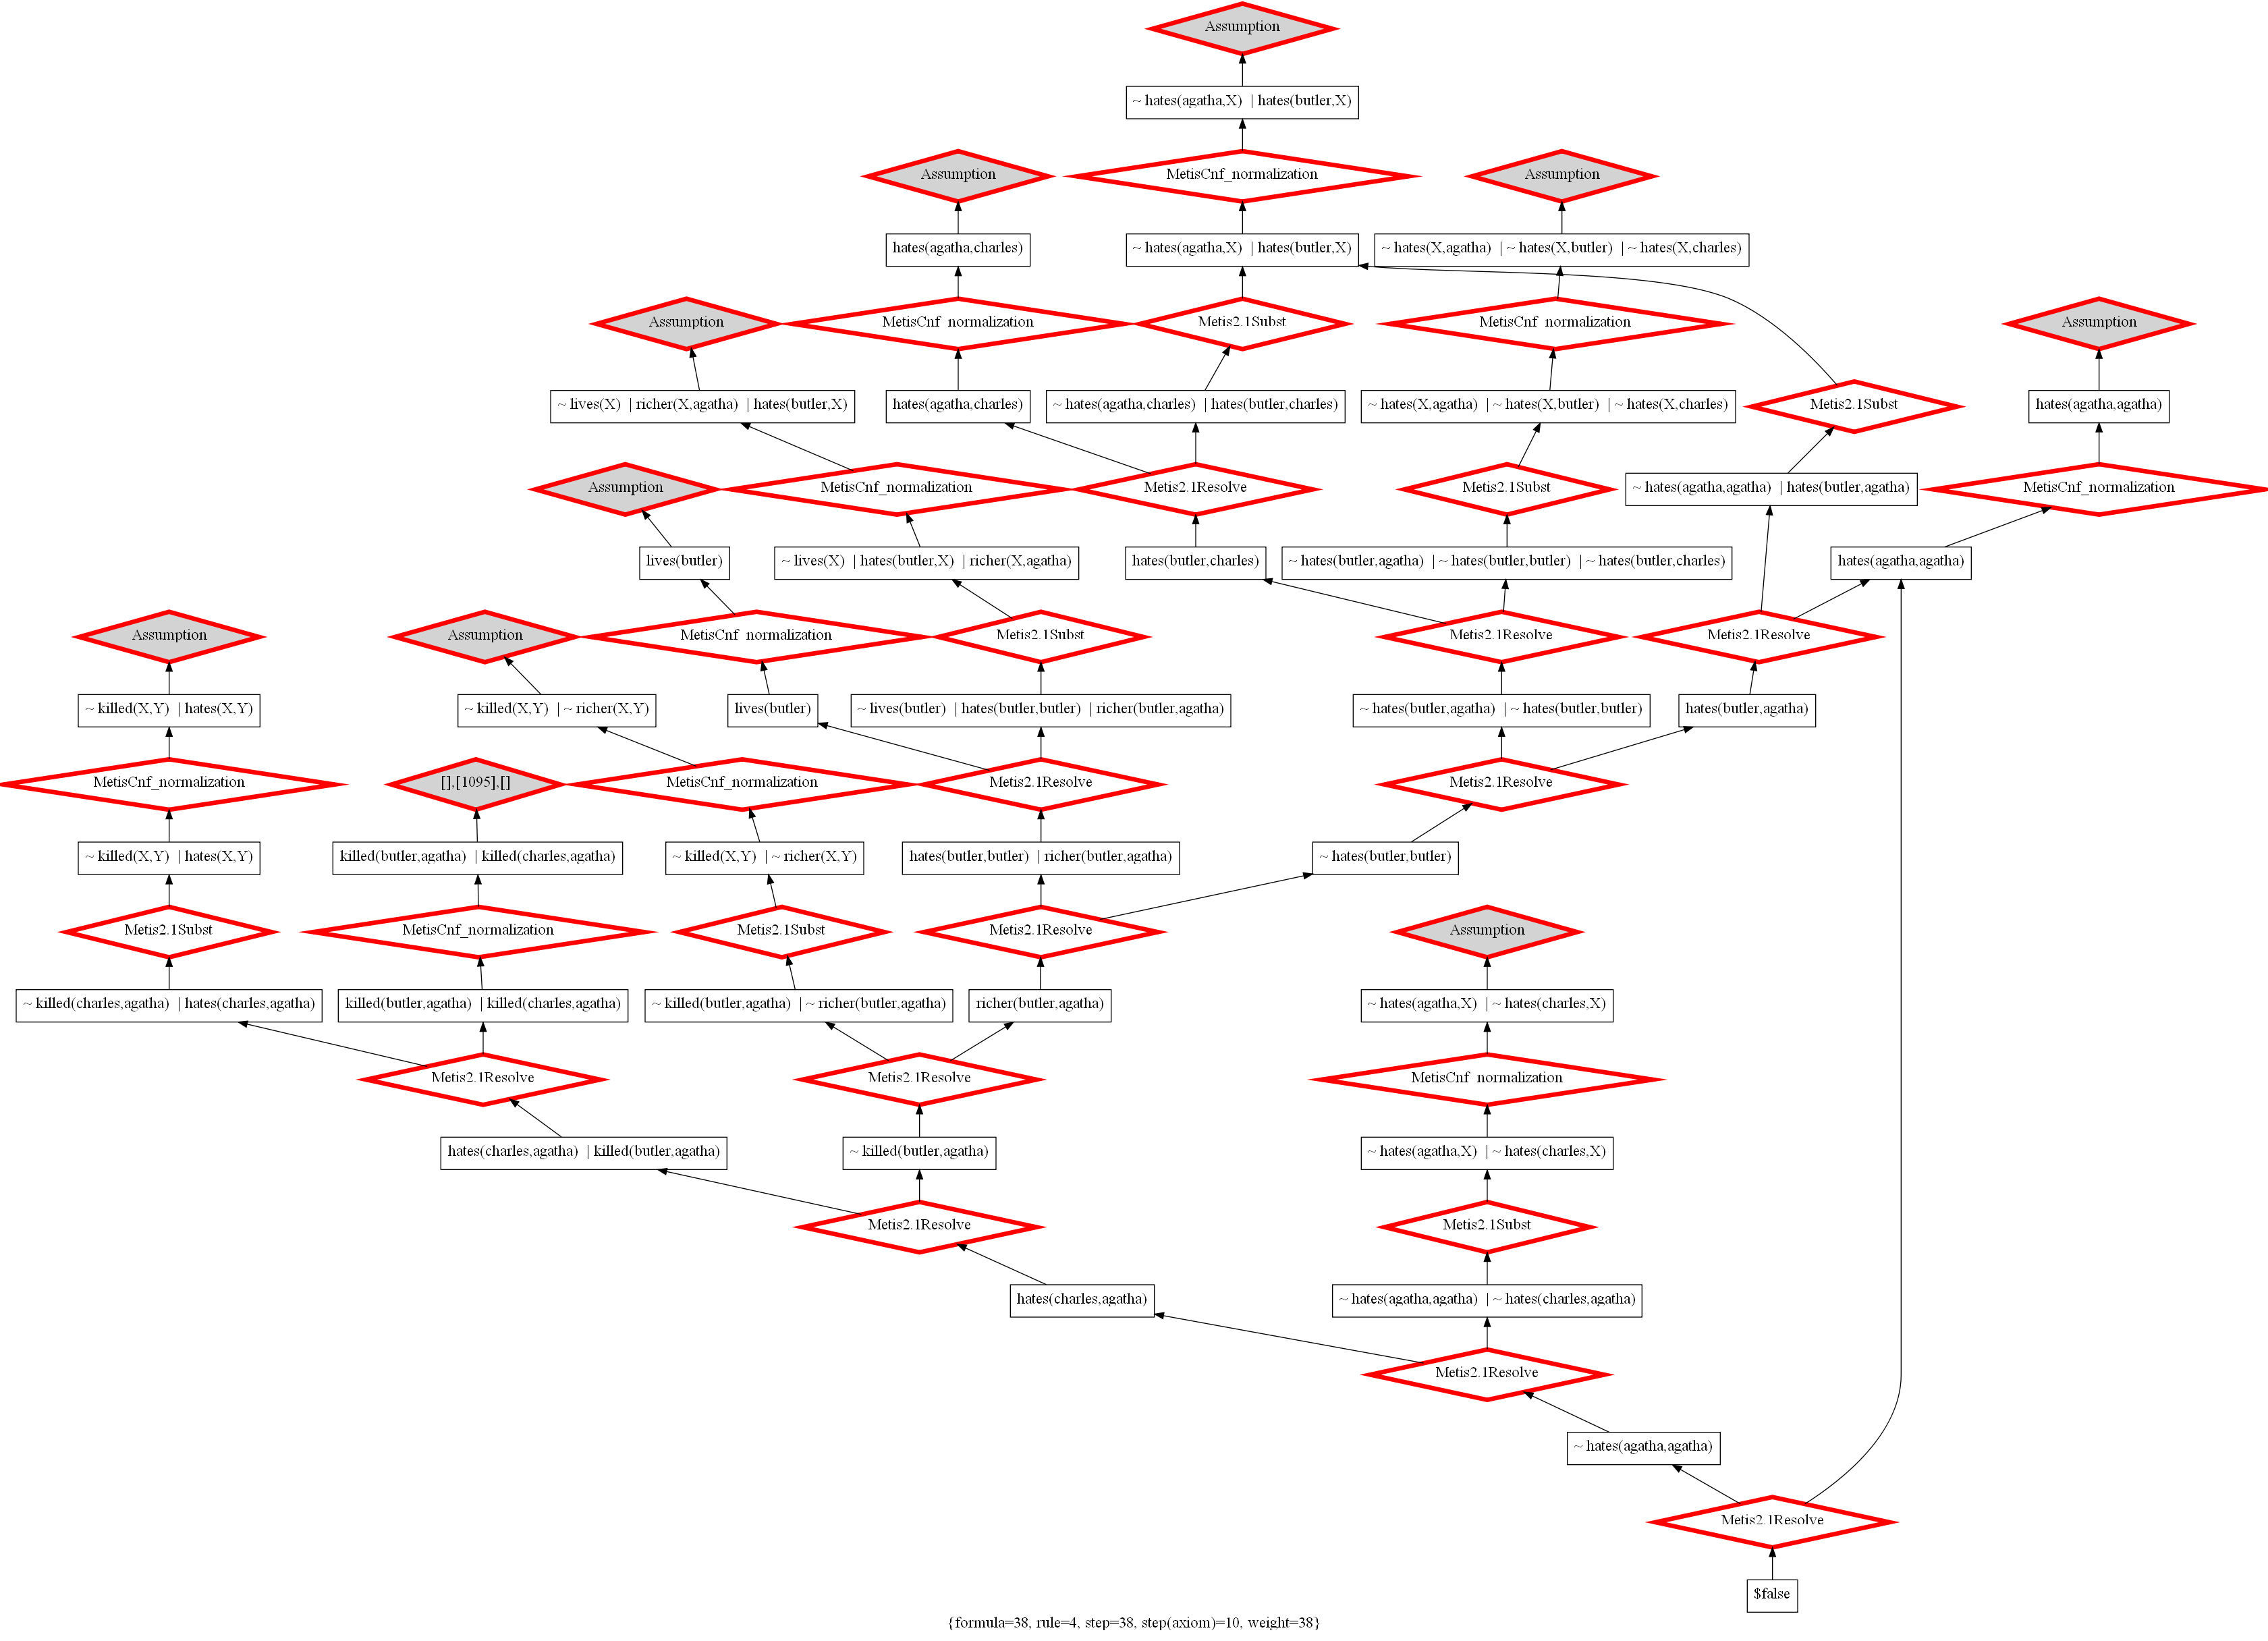 Assumption
~ hates(agatha,X) | hates(butler,X)
Assumption
MetisCnf_normalization
Assumption
hates(agatha,charles)
~ hates(agatha,X) | hates(butler,X)
~ hates(X,agatha) | ~ hates(X,butler) | ~ hates(X,charles)
Assumption
MetisCnf_normalization
Metis2.1Subst
MetisCnf_normalization
Assumption
~ lives(X) | richer(X,agatha) | hates(butler,X)
hates(agatha,charles)
~ hates(agatha,charles) | hates(butler,charles)
~ hates(X,agatha) | ~ hates(X,butler) | ~ hates(X,charles)
Metis2.1Subst
hates(agatha,agatha)
Assumption
MetisCnf_normalization
Metis2.1Resolve
Metis2.1Subst
~ hates(agatha,agatha) | hates(butler,agatha)
MetisCnf_normalization
lives(butler)
~ lives(X) | hates(butler,X) | richer(X,agatha)
hates(butler,charles)
~ hates(butler,agatha) | ~ hates(butler,butler) | ~ hates(butler,charles)
hates(agatha,agatha)
Assumption
Assumption
MetisCnf_normalization
Metis2.1Subst
Metis2.1Resolve
Metis2.1Resolve
~ killed(X,Y) | hates(X,Y)
~ killed(X,Y) | ~ richer(X,Y)
lives(butler)
~ lives(butler) | hates(butler,butler) | richer(butler,agatha)
~ hates(butler,agatha) | ~ hates(butler,butler)
hates(butler,agatha)
MetisCnf_normalization
[],[1095],[]
MetisCnf_normalization
Metis2.1Resolve
Metis2.1Resolve
~ killed(X,Y) | hates(X,Y)
killed(butler,agatha) | killed(charles,agatha)
~ killed(X,Y) | ~ richer(X,Y)
hates(butler,butler) | richer(butler,agatha)
~ hates(butler,butler)
Metis2.1Subst
MetisCnf_normalization
Metis2.1Subst
Metis2.1Resolve
Assumption
~ killed(charles,agatha) | hates(charles,agatha)
killed(butler,agatha) | killed(charles,agatha)
~ killed(butler,agatha) | ~ richer(butler,agatha)
richer(butler,agatha)
~ hates(agatha,X) | ~ hates(charles,X)
Metis2.1Resolve
Metis2.1Resolve
MetisCnf_normalization
hates(charles,agatha) | killed(butler,agatha)
~ killed(butler,agatha)
~ hates(agatha,X) | ~ hates(charles,X)
Metis2.1Resolve
Metis2.1Subst
hates(charles,agatha)
~ hates(agatha,agatha) | ~ hates(charles,agatha)
Metis2.1Resolve
~ hates(agatha,agatha)
Metis2.1Resolve
$false
{formula=38, rule=4, step=38, step(axiom)=10, weight=38}